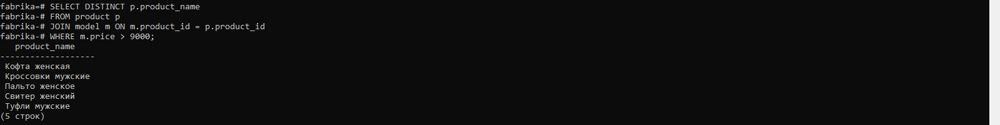 fabrika=# SELECT DISTINCT p.product_name
fabrika-# FROM product p
fabrika-# JOIN model m ON m.product_id = p.product_id
fabrika-# WHERE m.price > 9000;
product_name
-------------------
Кофта женская
Кроссовки мужские
Пальто женское
Свитер женский
Туфли мужские
(5 строк)